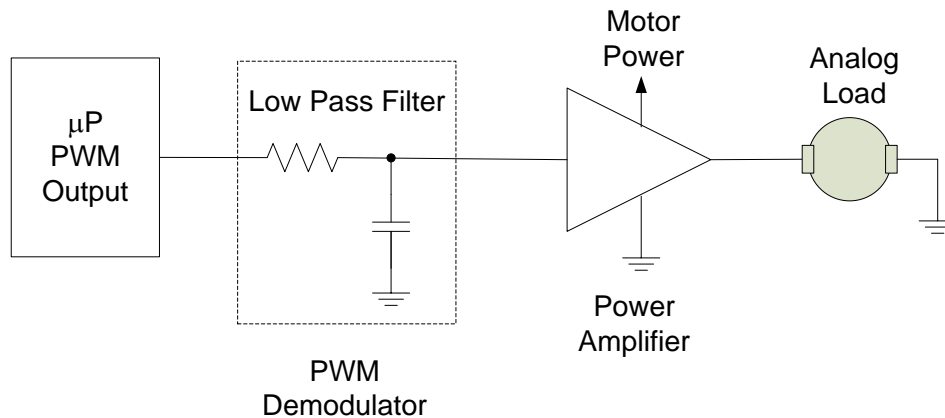 μP
PWM
Output
Low Pass Filter
PWM
Demodulator
Motor
Power
Power
Amplifier
Analog
Load